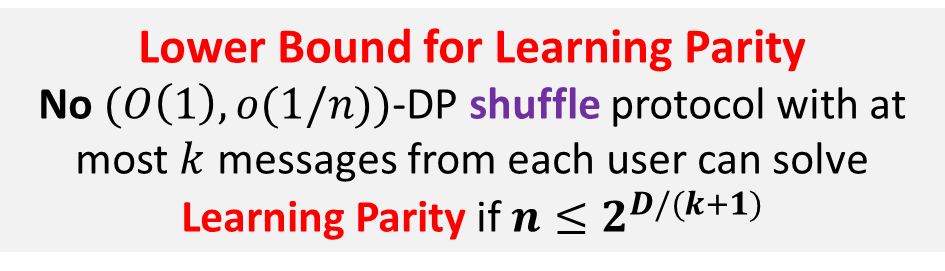 Lower Bound for Learning Parity
No (O(1), o(1/n))-DP shuffle protocol with at
most k messages from each user can solve
Learning Parity if n ≤ 2^{D/(k+1)}